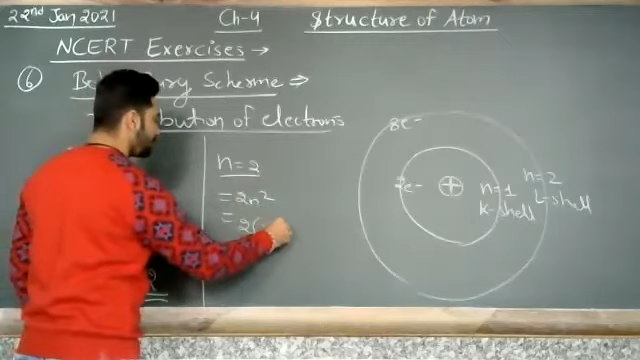 22nd Jan 2021
Ch-4
Structure of Atom
NCERT Exercises →
6
Scheme ⇒
of electrons
n=2
= 2n²
= 2(
8e-
2e-
+
n=1
K-shell
n=2
L-shell